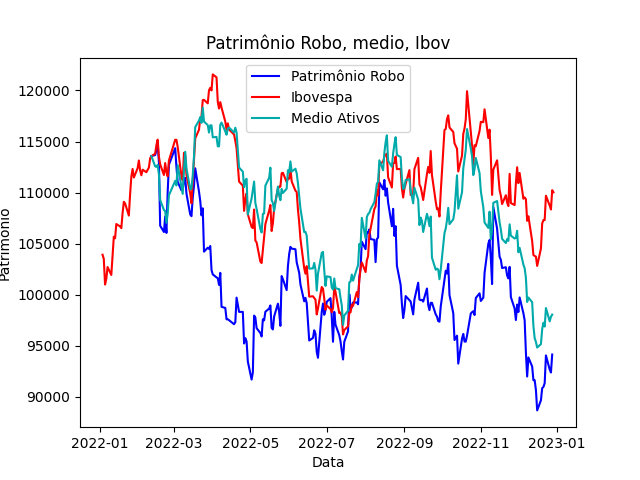 Patrimônio Robo, medio, Ibov
Patrimônio Robo
Ibovespa
Medio Ativos
120000
115000
110000
105000
100000
95000
90000
Patrimonio
2022-01
2022-03
2022-05
2022-07
2022-09
2022-11
2023-01
Data